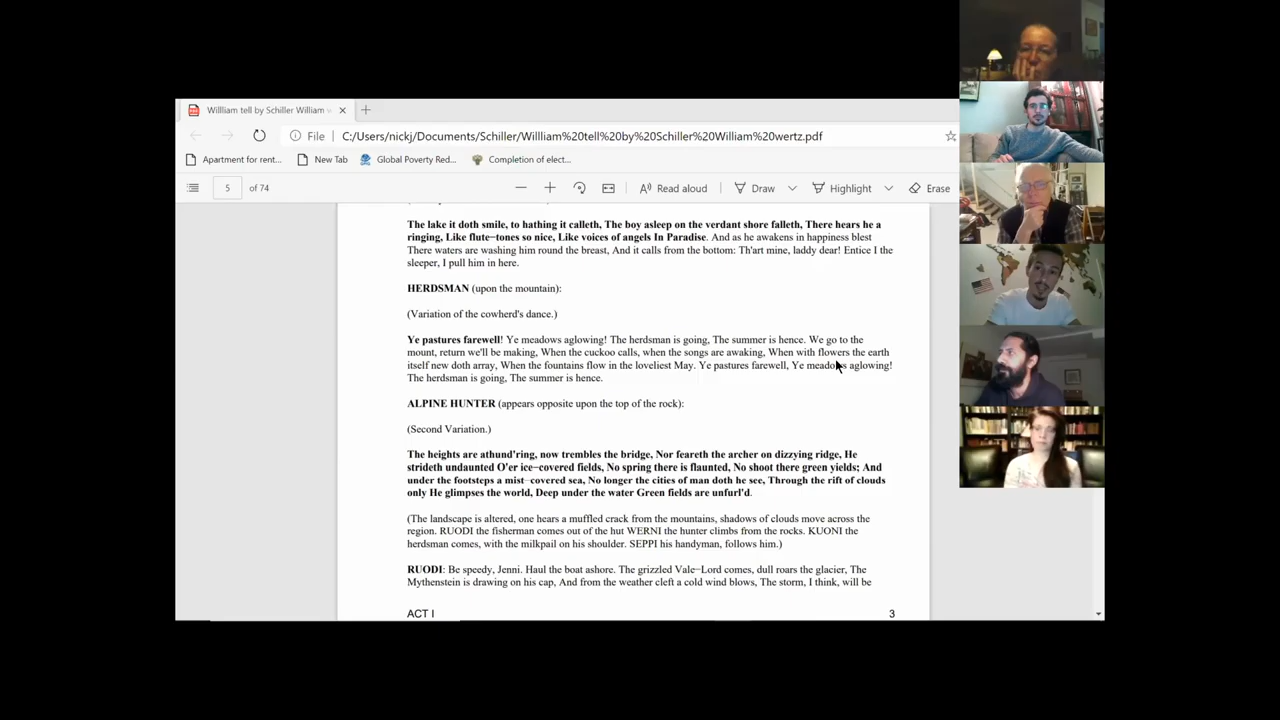 Willliam tell by Schiller William
File C:/Users/nickj/Documents/Schiller/Willliam%20tell%20by%20Schiller%20William%20wertz.pdf
Apartment for rent... New Tab Global Poverty Red... Completion of elect...
5 of 74 Read aloud Draw Highlight Erase
The lake it doth smile, to hathing it calleth, The boy asleep on the verdant shore falleth, There hears he a
ringing, Like flute−tones so nice, Like voices of angels In Paradise. And as he awakens in happiness blest
There waters are washing him round the breast, And it calls from the bottom: Th'art mine, laddy dear! Entice I the
sleeper, I pull him in here.
HERDSMAN (upon the mountain):
(Variation of the cowherd's dance.)
Ye pastures farewell! Ye meadows aglowing! The herdsman is going, The summer is hence. We go to the
mount, return we'll be making, When the cuckoo calls, when the songs are awaking, When with flowers the earth
itself new doth array, When the fountains flow in the loveliest May. Ye pastures farewell, Ye meadows aglowing!
The herdsman is going, The summer is hence.
ALPINE HUNTER (appears opposite upon the top of the rock):
(Second Variation.)
The heights are athund'ring, now trembles the bridge, Nor feareth the archer on dizzying ridge, He
strideth undaunted O'er ice−covered fields, No spring there is flaunted, No shoot there green yields; And
under the footsteps a mist−covered sea, No longer the cities of man doth he see, Through the rift of clouds
only He glimpses the world, Deep under the water Green fields are unfurl'd.
(The landscape is altered, one hears a muffled crack from the mountains, shadows of clouds move across the
region. RUODI the fisherman comes out of the hut WERNI the hunter climbs from the rocks. KUONI the
herdsman comes, with the milkpail on his shoulder. SEPPI his handyman, follows him.)
RUODI: Be speedy, Jenni. Haul the boat ashore. The grizzled Vale−Lord comes, dull roars the glacier, The
Mythenstein is drawing on his cap, And from the weather cleft a cold wind blows, The storm, I think, will be
ACT I 3